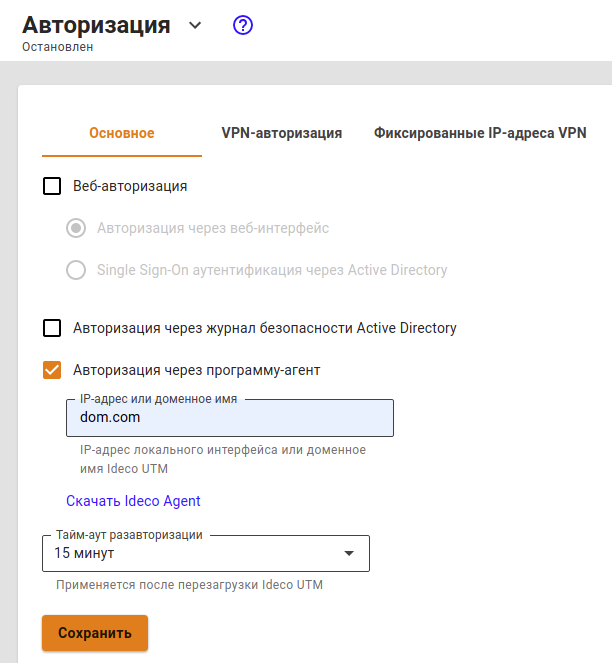 Авторизация
Остановлен
Основное VPN-авторизация Фиксированные IP-адреса VPN
Веб-авторизация
Авторизация через веб-интерфейс
Single Sign-On аутентификация через Active Directory
Авторизация через журнал безопасности Active Directory
Авторизация через программу-агент
IP-адрес или доменное имя
dom.com
IP-адрес локального интерфейса или доменное
имя Ideco UTM
Скачать Ideco Agent
Тайм-аут разавторизации
15 минут
Применяется после перезагрузки Ideco UTM
Сохранить